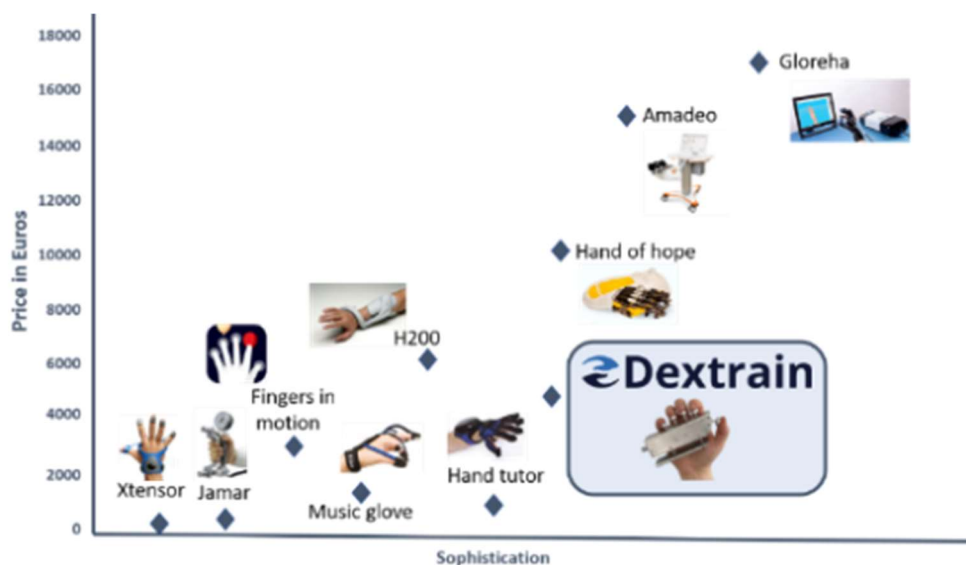 18000
16000
14000
12000
10000
8000
6000
4000
2000
0
Price in Euros
Sophistication
Gloreha
Amadeo
Hand of hope
H200
Dextrain
Fingers in
motion
Hand tutor
Xtensor
Jamar
Music glove